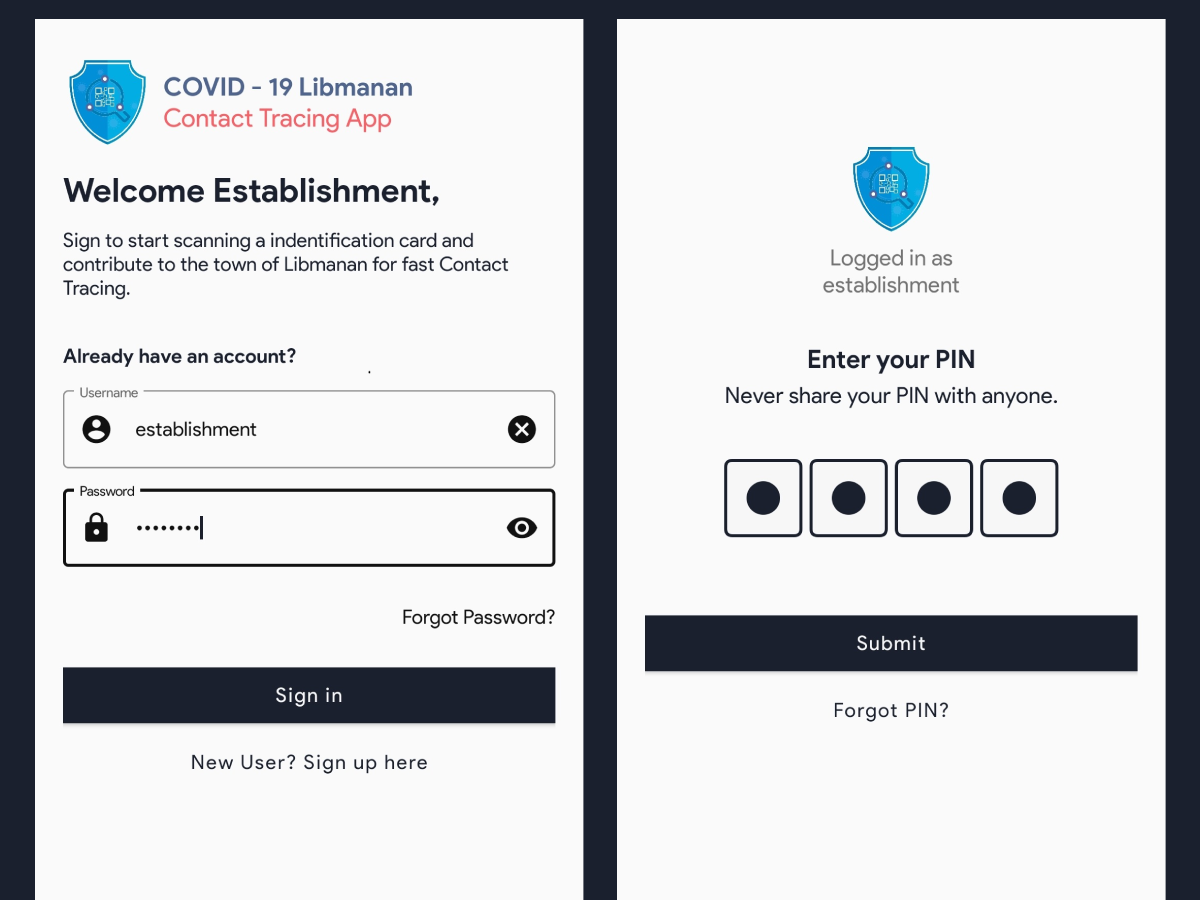 COVID - 19 Libmanan
Contact Tracing App
Welcome Establishment,
Sign to start scanning a indentification card and
contribute to the town of Libmanan for fast Contact
Tracing.
Already have an account?
Username
establishment
Password
••••••••
Forgot Password?
Sign in
New User? Sign up here
Logged in as
establishment
Enter your PIN
Never share your PIN with anyone.
Submit
Forgot PIN?